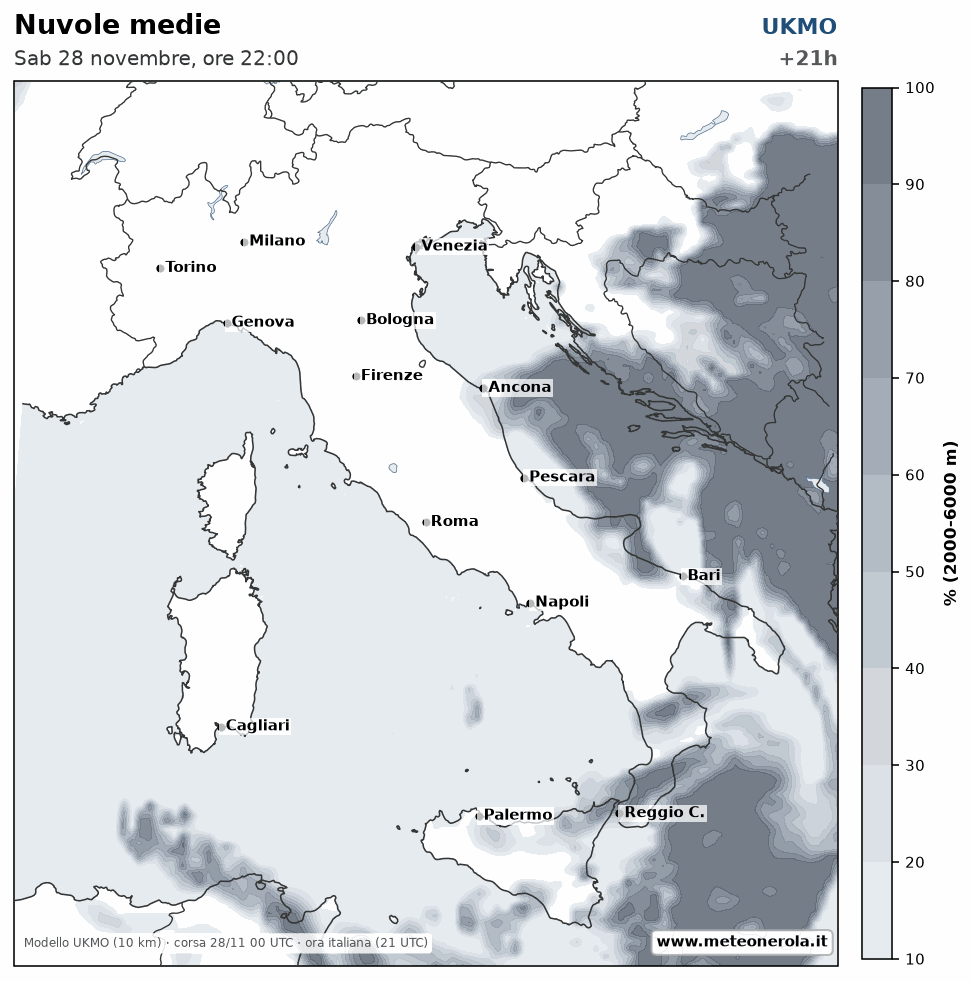 Nuvole medie
UKMO
Sab 28 novembre, ore 22:00
+21h
Milano
Venezia
Torino
Genova
Bologna
Firenze
Ancona
Pescara
Roma
Bari
Napoli
Cagliari
Palermo
Reggio C.
Modello UKMO (10 km) · corsa 28/11 00 UTC · ora italiana (21 UTC)
www.meteonerola.it
100
90
80
70
60
50
40
30
20
10
% (2000-6000 m)